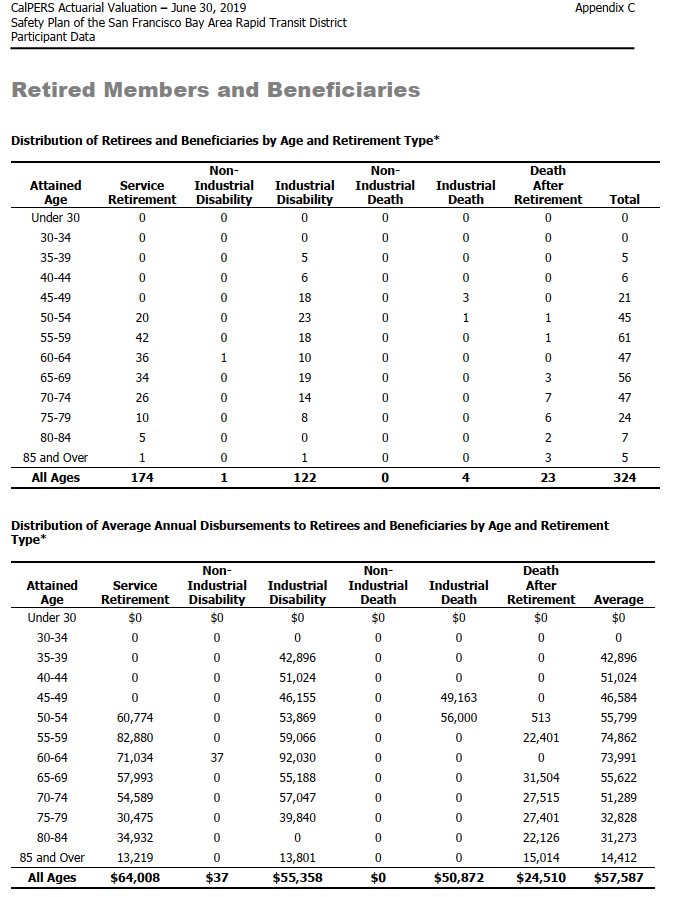 CalPERS Actuarial Valuation – June 30, 2019 Appendix C
Safety Plan of the San Francisco Bay Area Rapid Transit District
Participant Data
Retired Members and Beneficiaries
Distribution of Retirees and Beneficiaries by Age and Retirement Type*
Non- Non- Death
Attained Service Industrial Industrial Industrial Industrial After
Age Retirement Disability Disability Death Death Retirement Total
Under 30 0 0 0 0 0 0 0
30-34 0 0 0 0 0 0 0
35-39 0 0 5 0 0 0 5
40-44 0 0 6 0 0 0 6
45-49 0 0 18 0 3 0 21
50-54 20 0 23 0 1 1 45
55-59 42 0 18 0 0 1 61
60-64 36 1 10 0 0 0 47
65-69 34 0 19 0 0 3 56
70-74 26 0 14 0 0 7 47
75-79 10 0 8 0 0 6 24
80-84 5 0 0 0 0 2 7
85 and Over 1 0 1 0 0 3 5
All Ages 174 1 122 0 4 23 324
Distribution of Average Annual Disbursements to Retirees and Beneficiaries by Age and Retirement
Type*
Non- Non- Death
Attained Service Industrial Industrial Industrial Industrial After
Age Retirement Disability Disability Death Death Retirement Average
Under 30 $0 $0 $0 $0 $0 $0 $0
30-34 0 0 0 0 0 0 0
35-39 0 0 42,896 0 0 0 42,896
40-44 0 0 51,024 0 0 0 51,024
45-49 0 0 46,155 0 49,163 0 46,584
50-54 60,774 0 53,869 0 56,000 513 55,799
55-59 82,880 0 59,066 0 0 22,401 74,862
60-64 71,034 37 92,030 0 0 0 73,991
65-69 57,993 0 55,188 0 0 31,504 55,622
70-74 54,589 0 57,047 0 0 27,515 51,289
75-79 30,475 0 39,840 0 0 27,401 32,828
80-84 34,932 0 0 0 0 22,126 31,273
85 and Over 13,219 0 13,801 0 0 15,014 14,412
All Ages $64,008 $37 $55,358 $0 $50,872 $24,510 $57,587